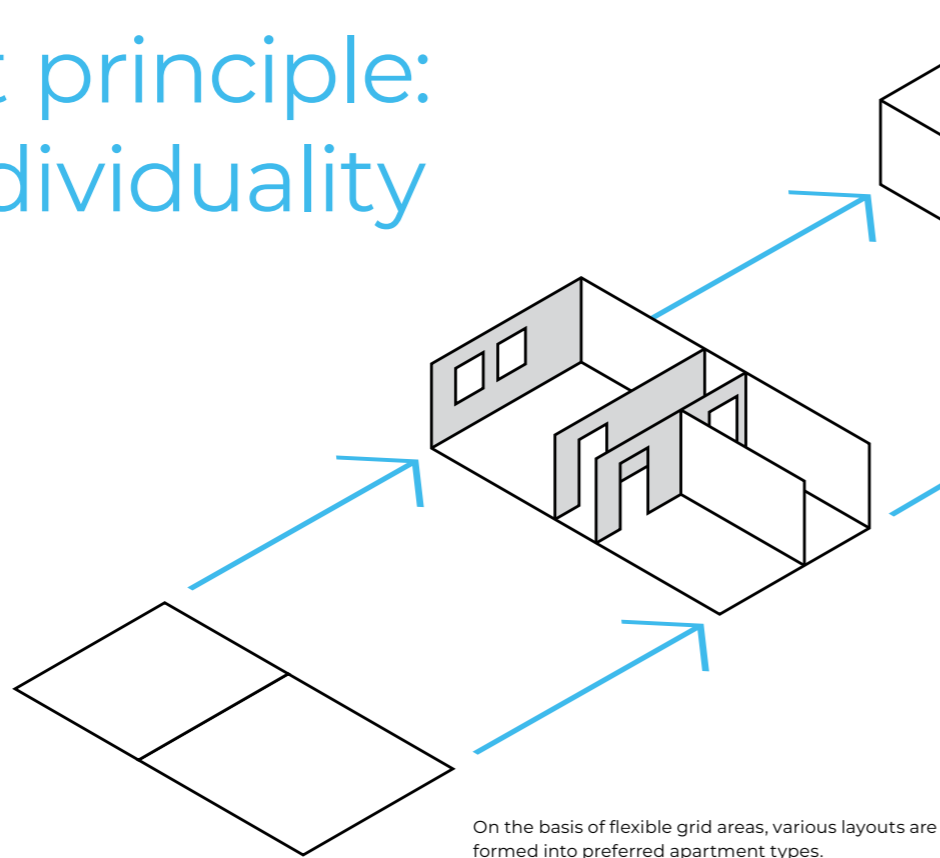 t principle:
dividuality
On the basis of flexible grid areas, various layouts are
formed into preferred apartment types.